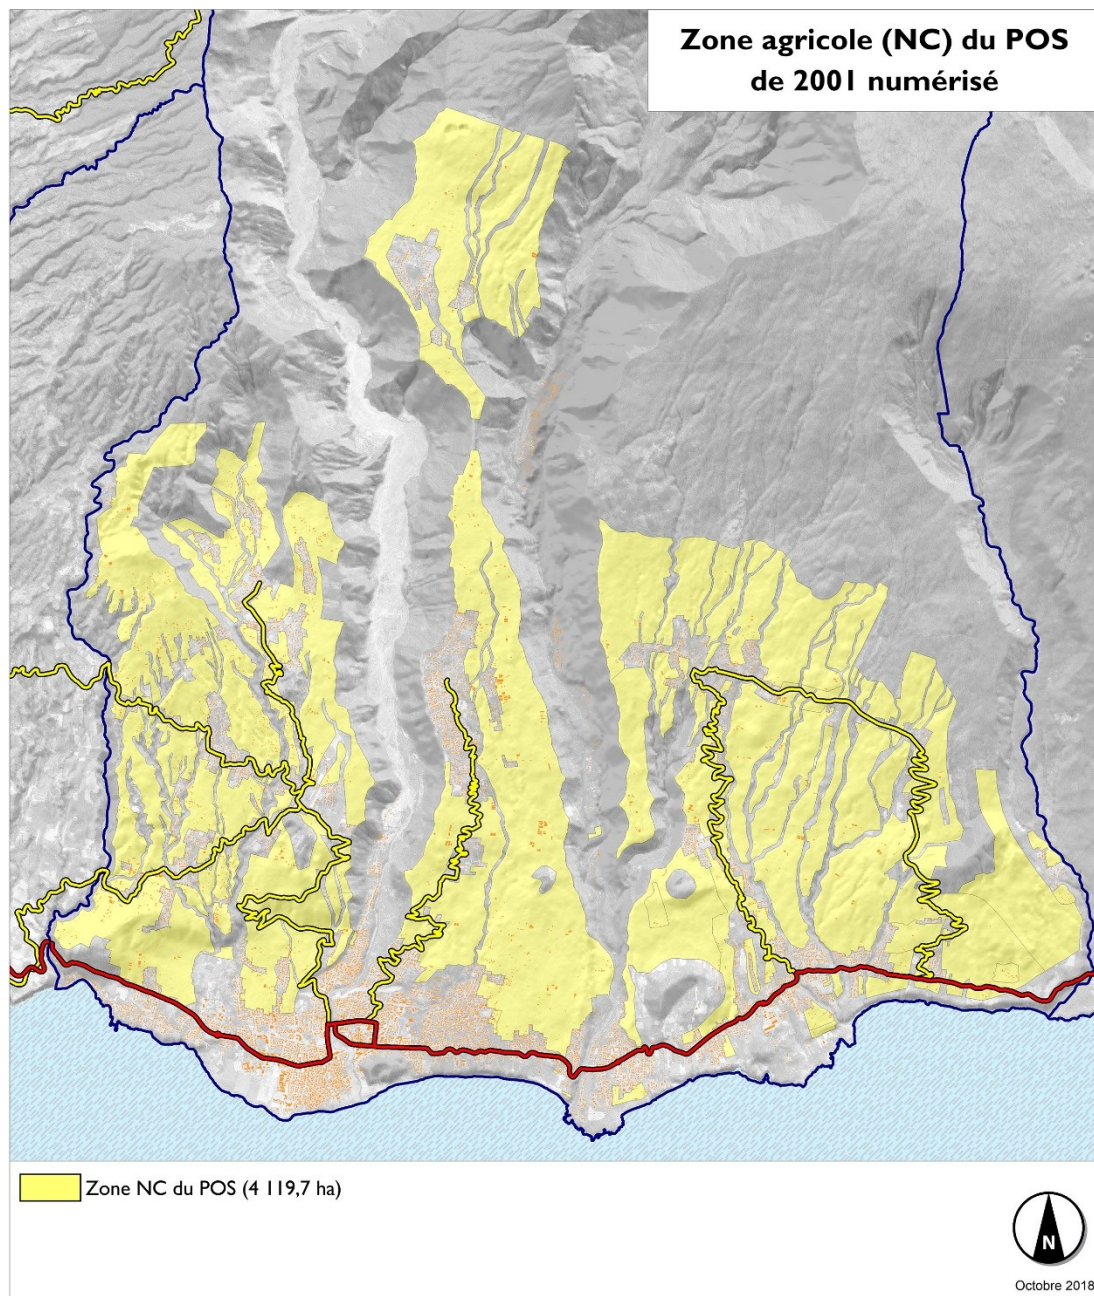 Zone agricole (NC) du POS
de 2001 numérisé
Zone NC du POS (4 119,7 ha)
N
Octobre 2018